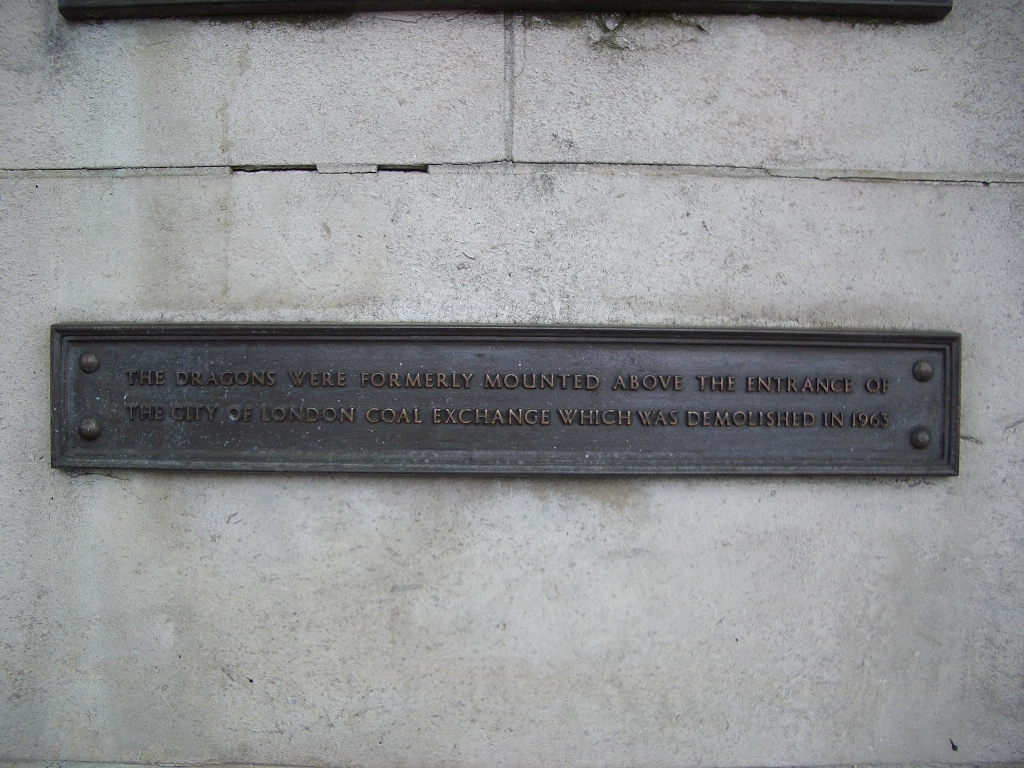 THE DRAGONS WERE FORMERLY MOUNTED ABOVE THE ENTRANCE OF
THE CITY OF LONDON COAL EXCHANGE WHICH WAS DEMOLISHED IN 1963